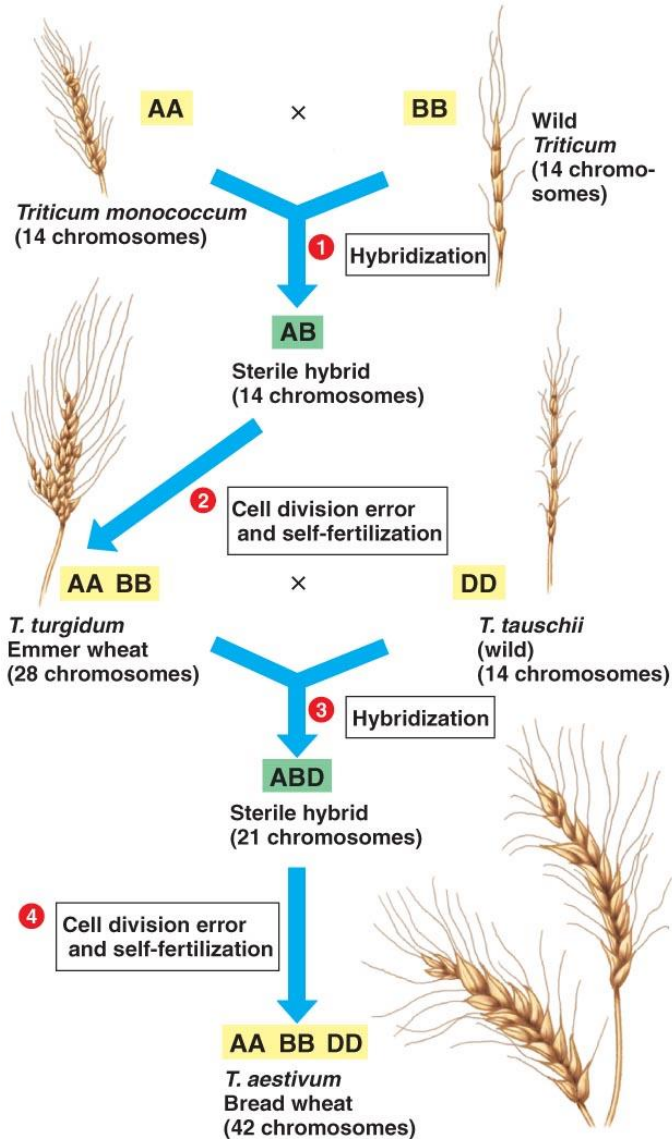 AA
×
BB
Wild
Triticum
(14 chromo-
somes)
Triticum monococcum
(14 chromosomes)
1
Hybridization
AB
Sterile hybrid
(14 chromosomes)
2
Cell division error
and self-fertilization
AA BB
×
DD
T. turgidum
Emmer wheat
(28 chromosomes)
T. tauschii
(wild)
(14 chromosomes)
3
Hybridization
ABD
Sterile hybrid
(21 chromosomes)
4
Cell division error
and self-fertilization
AA BB DD
T. aestivum
Bread wheat
(42 chromosomes)